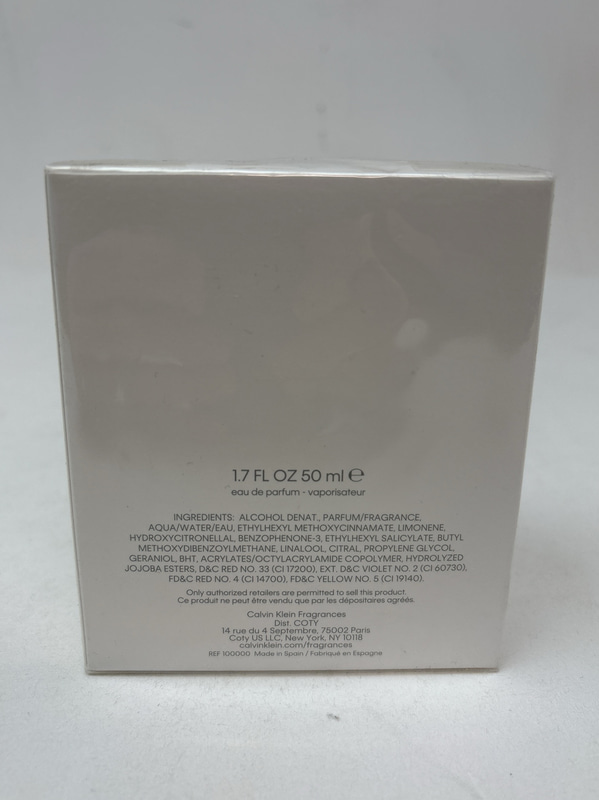 1.7 FL OZ 50 ml ℮
eau de parfum - vaporisateur
INGREDIENTS: ALCOHOL DENAT., PARFUM/FRAGRANCE,
AQUA/WATER/EAU, ETHYLHEXYL METHOXYCINNAMATE, LIMONENE,
HYDROXYCITRONELLAL, BENZOPHENONE-3, ETHYLHEXYL SALICYLATE, BUTYL
METHOXYDIBENZOYLMETHANE, LINALOOL, CITRAL, PROPYLENE GLYCOL,
GERANIOL, BHT, ACRYLATES/OCTYLACRYLAMIDE COPOLYMER, HYDROLYZED
JOJOBA ESTERS, D&C RED NO. 33 (CI 17200), EXT. D&C VIOLET NO. 2 (CI 60730),
FD&C RED NO. 4 (CI 14700), FD&C YELLOW NO. 5 (CI 19140).
Only authorized retailers are permitted to sell this product.
Ce produit ne peut être vendu que par les dépositaires agréés.
Calvin Klein Fragrances
Dist. COTY
14 rue du 4 Septembre, 75002 Paris
Coty US LLC, New York, NY 10118
calvinklein.com/fragrances
REF 100000 Made in Spain / Fabriqué en Espagne